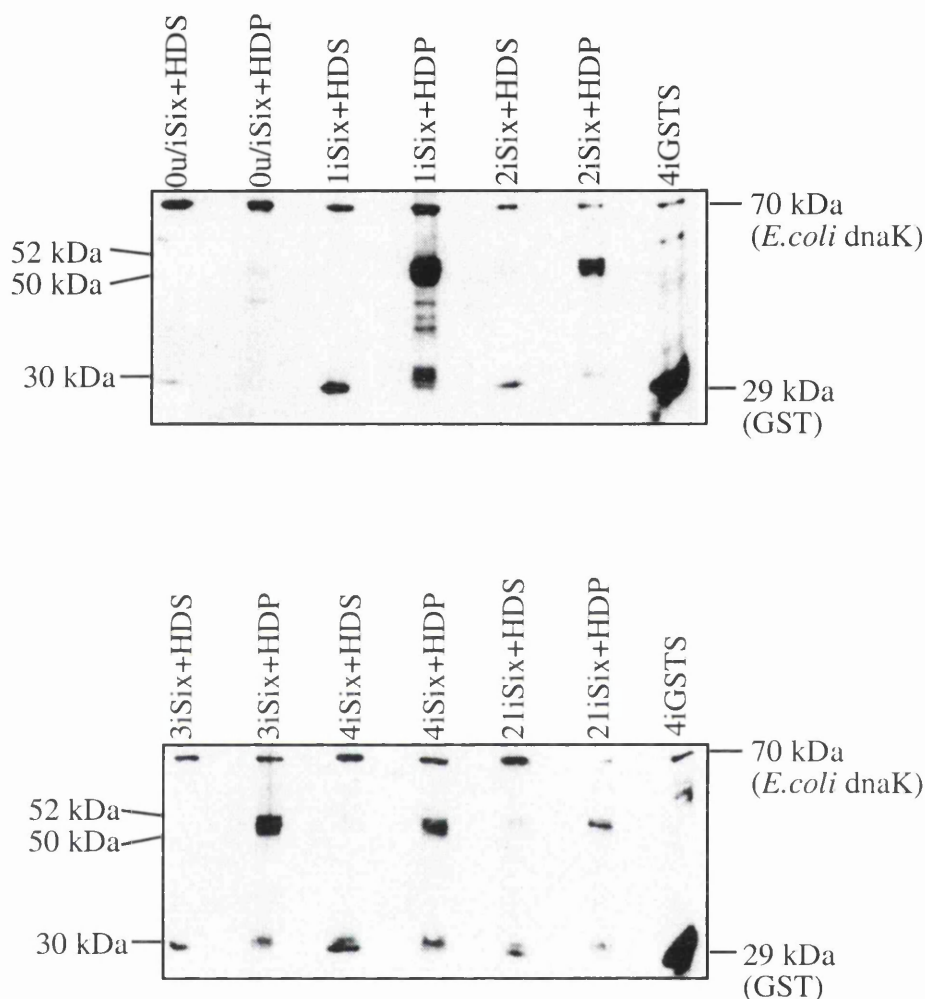 0u/iSix+HDS
0u/iSix+HDP
1iSix+HDS
1iSix+HDP
2iSix+HDS
2iSix+HDP
4iGSTS
52 kDa
50 kDa
30 kDa
70 kDa
(E.coli dnaK)
29 kDa
(GST)
3iSix+HDS
3iSix+HDP
4iSix+HDS
4iSix+HDP
21iSix+HDS
21iSix+HDP
4iGSTS
52 kDa
50 kDa
30 kDa
70 kDa
(E.coli dnaK)
29 kDa
(GST)